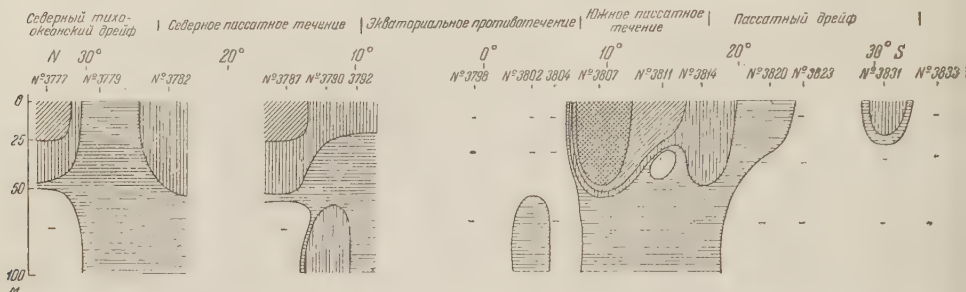 Северный тихо-
океанский дрейф
Северное пассатное течение
Экваториальное противотечение
Южное пассатное
течение
Пассатный дрейф
N 30° 20° 10° 0° 10° 20° 38° S
№3777 №3779 №3782 №3787 №3790 3792 №3798 №3802 3804 №3807 №3811 №3814 №3820 №3823 №3831 №3833
0
25
50
100
м